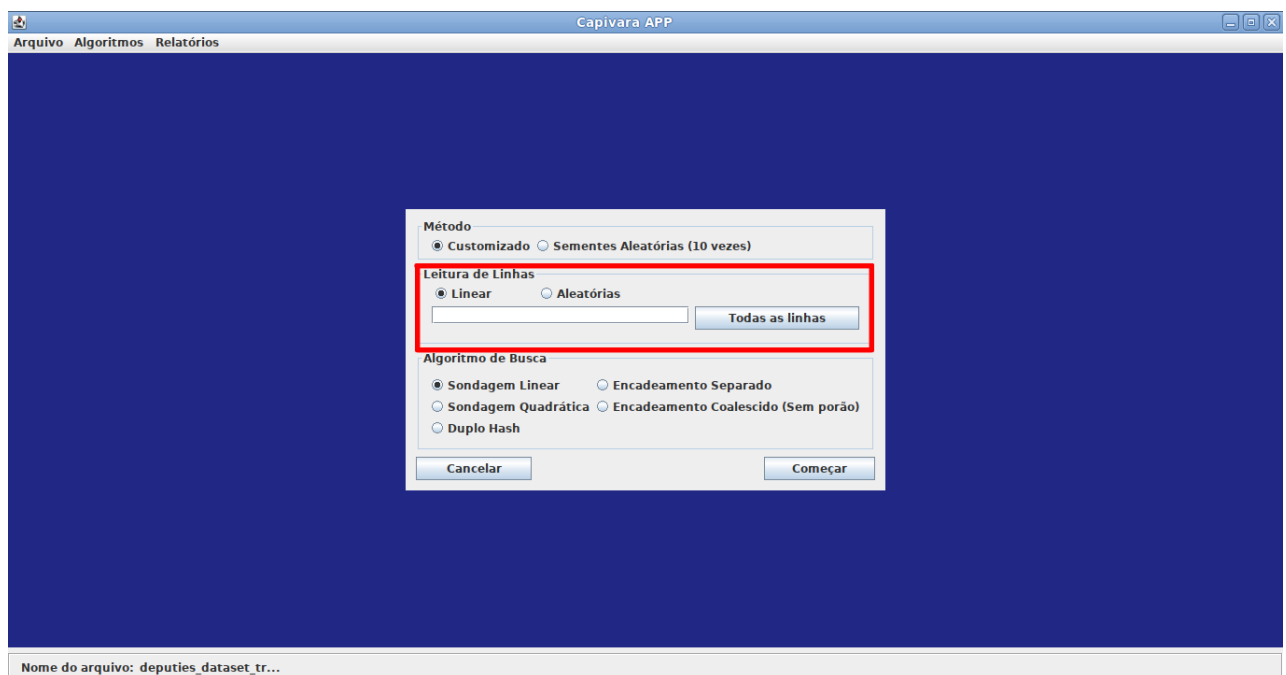 Capivara APP
Arquivo Algoritmos Relatórios
Método
Customizado Sementes Aleatórias (10 vezes)
Leitura de Linhas
Linear Aleatórias
Todas as linhas
Algoritmo de Busca
Sondagem Linear Encadeamento Separado
Sondagem Quadrática Encadeamento Coalescido (Sem porão)
Duplo Hash
Cancelar Começar
Nome do arquivo: deputies_dataset_tr...